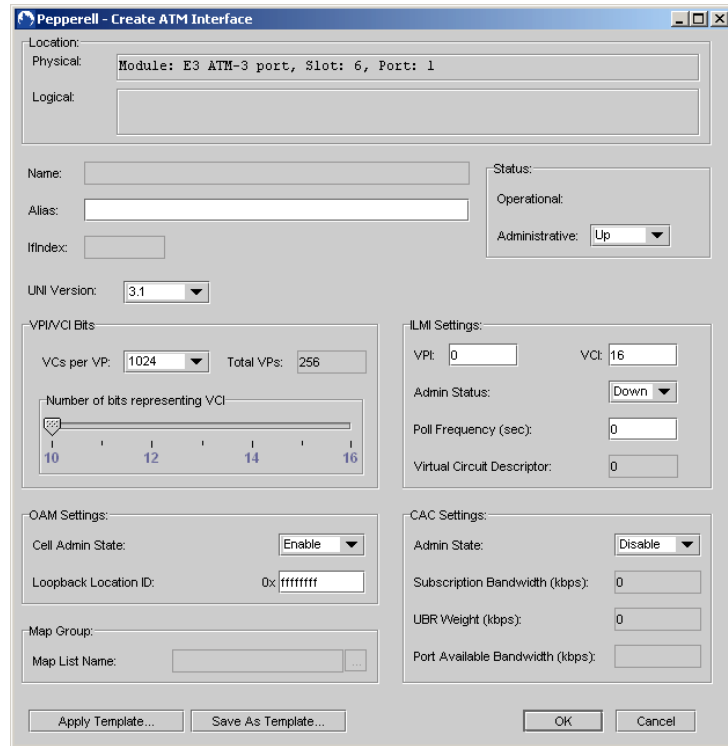 Pepperell - Create ATM Interface
Location:
Physical: Module: E3 ATM-3 port, Slot: 6, Port: 1
Logical:
Name:
Status:
Operational:
Alias:
Administrative: Up
IfIndex:
UNI Version: 3.1
VPI/VCI Bits
ILMI Settings:
VCs per VP: 1024 Total VPs: 256
VPI: 0 VCI: 16
Number of bits representing VCI
Admin Status: Down
10 12 14 16
Poll Frequency (sec): 0
Virtual Circuit Descriptor: 0
OAM Settings:
CAC Settings:
Cell Admin State: Enable
Admin State: Disable
Loopback Location ID: 0x ffffffff
Subscription Bandwidth (kbps): 0
UBR Weight (kbps): 0
Map Group:
Map List Name: ...
Port Available Bandwidth (kbps):
Apply Template... Save As Template... OK Cancel